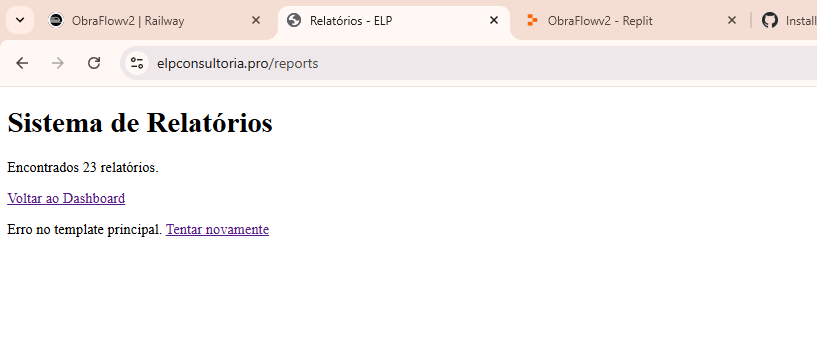 ObraFlowv2 | Railway
Relatórios - ELP
ObraFlowv2 - Replit
Install
elpconsultoria.pro/reports
Sistema de Relatórios
Encontrados 23 relatórios.
Voltar ao Dashboard
Erro no template principal. Tentar novamente